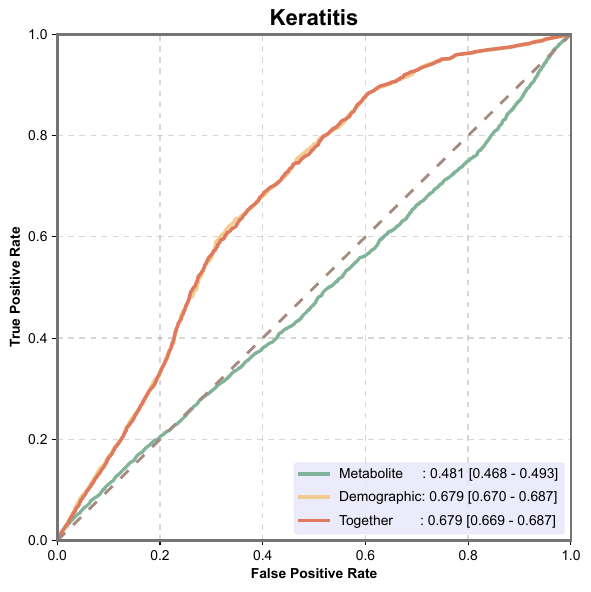 Keratitis
True Positive Rate
1.0
0.8
0.6
0.4
0.2
0.0
Metabolite : 0.481 [0.468 - 0.493]
Demographic: 0.679 [0.670 - 0.687]
Together : 0.679 [0.669 - 0.687]
0.0 0.2 0.4 0.6 0.8 1.0
False Positive Rate